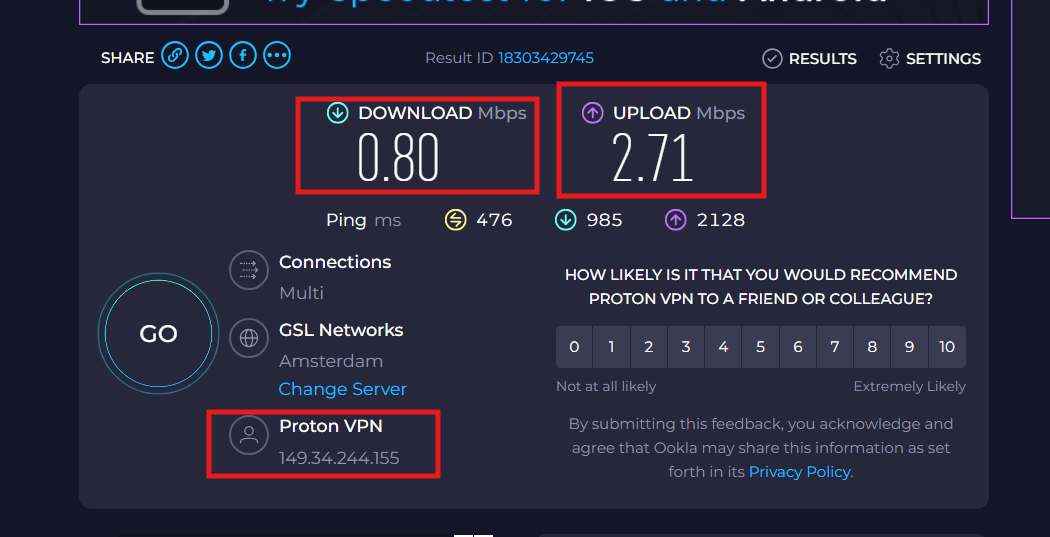 SHARE
Result ID 18303429745
RESULTS
SETTINGS
DOWNLOAD Mbps
0.80
UPLOAD Mbps
2.71
Ping ms 476 985 2128
GO
Connections
Multi
GSL Networks
Amsterdam
Change Server
Proton VPN
149.34.244.155
HOW LIKELY IS IT THAT YOU WOULD RECOMMEND
PROTON VPN TO A FRIEND OR COLLEAGUE?
0 1 2 3 4 5 6 7 8 9 10
Not at all likely Extremely Likely
By submitting this feedback, you acknowledge and
agree that Ookla may share this information as set
forth in its Privacy Policy.